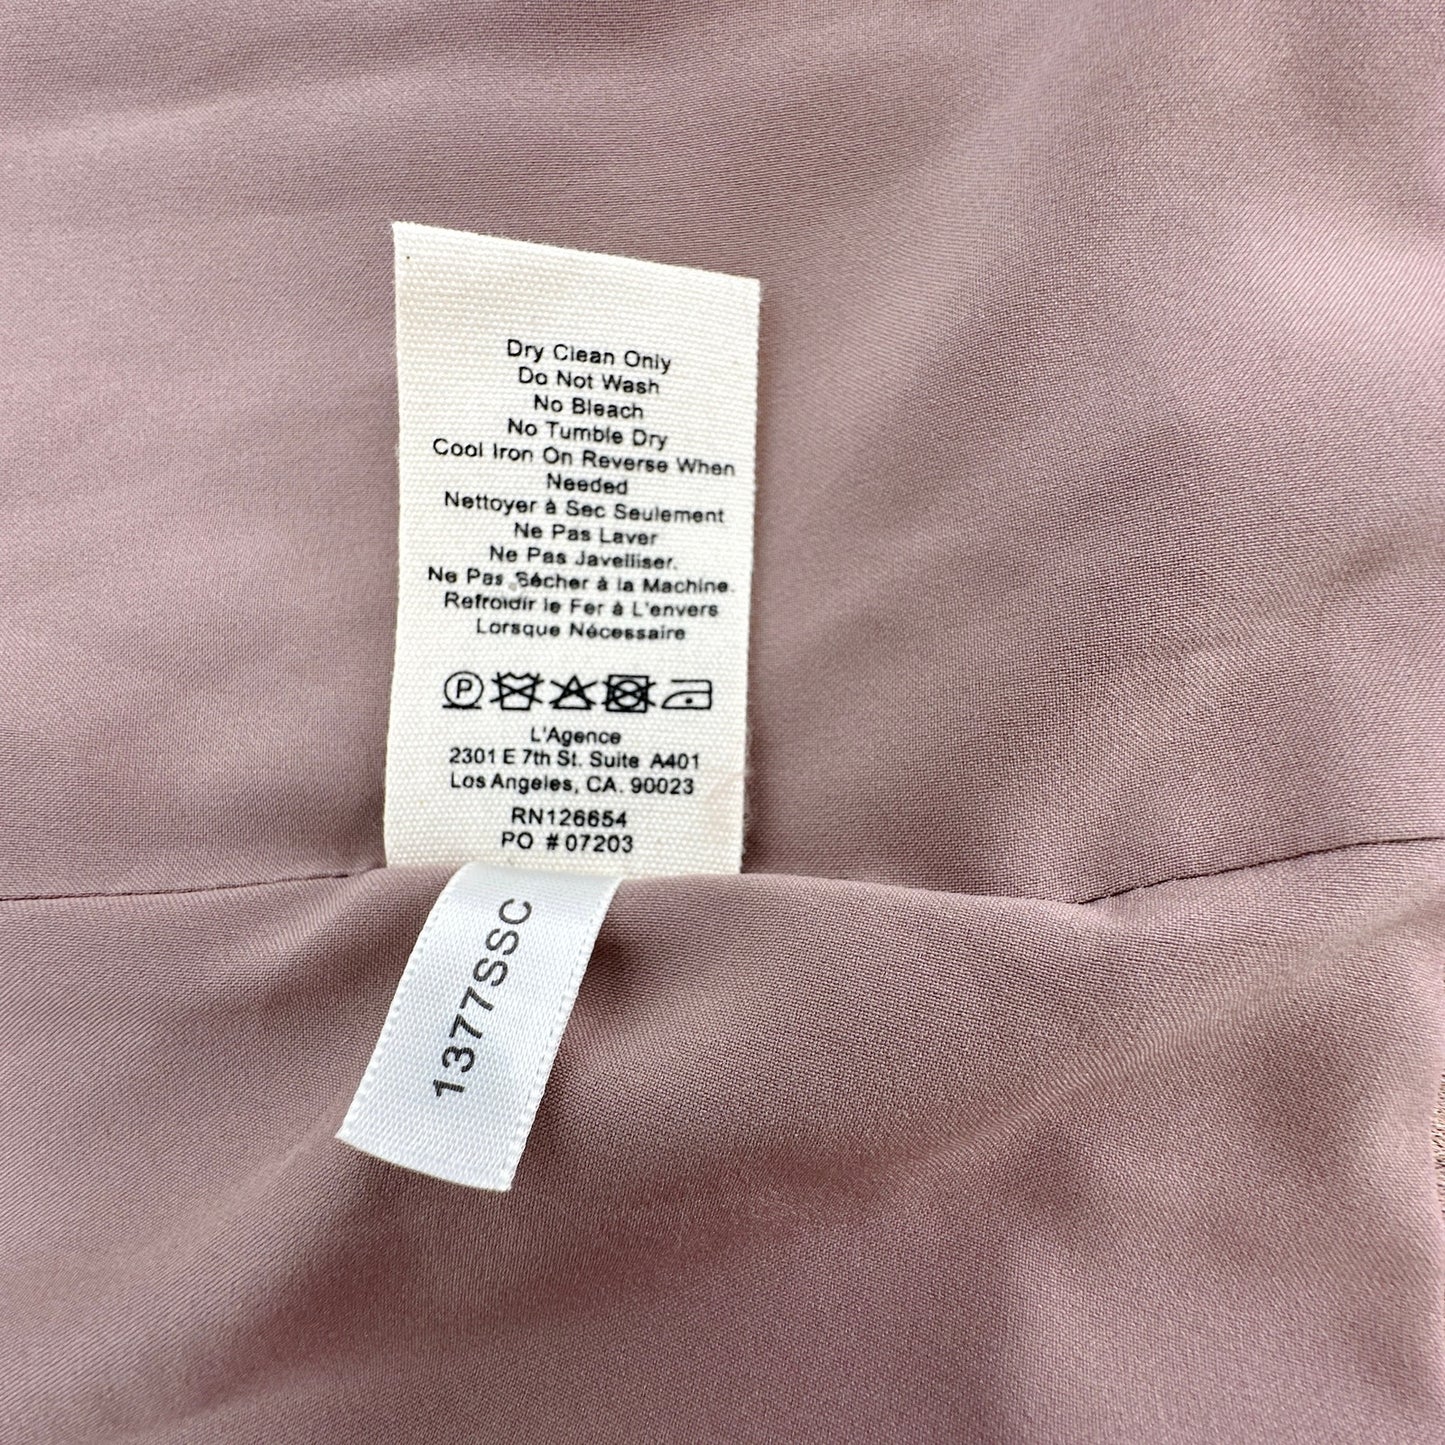 Dry Clean Only
Do Not Wash
No Bleach
No Tumble Dry
Cool Iron On Reverse When
Needed
Nettoyer à Sec Seulement
Ne Pas Laver
Ne Pas Javelliser.
Ne Pas Sécher à la Machine.
Refroidir le Fer à L'envers
Lorsque Nécessaire
P
L'Agence
2301 E 7th St. Suite A401
Los Angeles, CA. 90023
RN126654
PO # 07203
1377SSC